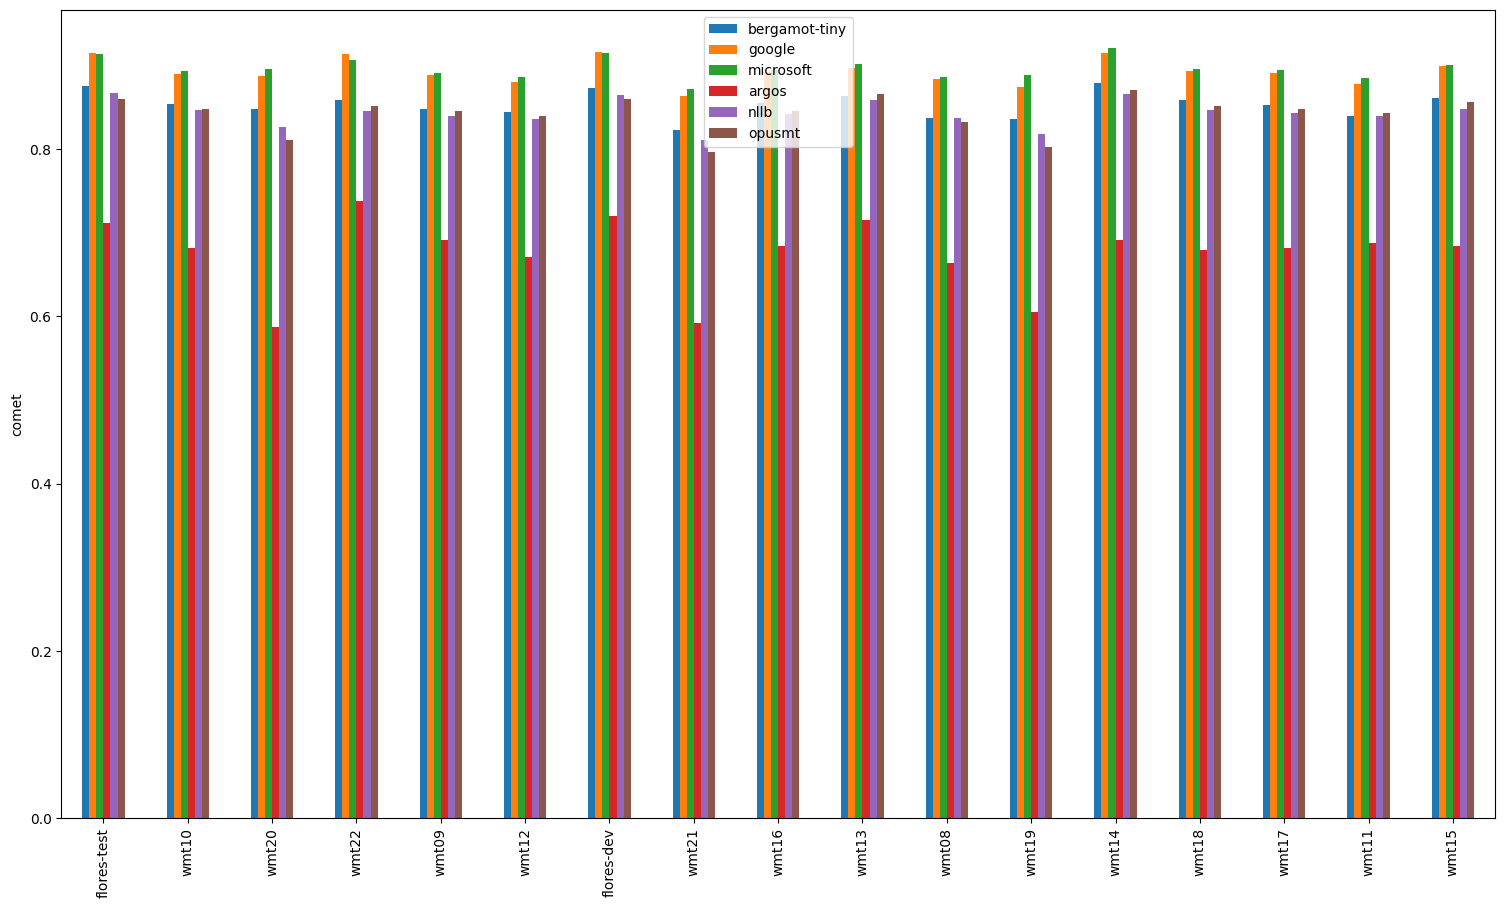 bergamot-tiny
google
microsoft
argos
nllb
opusmt
comet
0.8
0.6
0.4
0.2
0.0
flores-test
wmt10
wmt20
wmt22
wmt09
wmt12
flores-dev
wmt21
wmt16
wmt13
wmt08
wmt19
wmt14
wmt18
wmt17
wmt11
wmt15